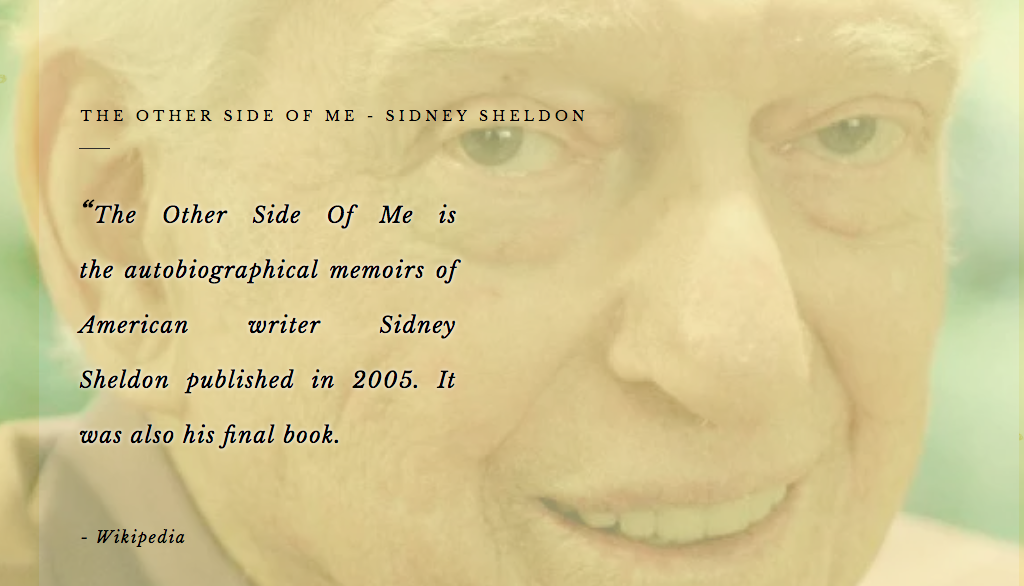 THE OTHER SIDE OF ME - SIDNEY SHELDON
“The Other Side Of Me is
the autobiographical memoirs of
American writer Sidney
Sheldon published in 2005. It
was also his final book.
- Wikipedia